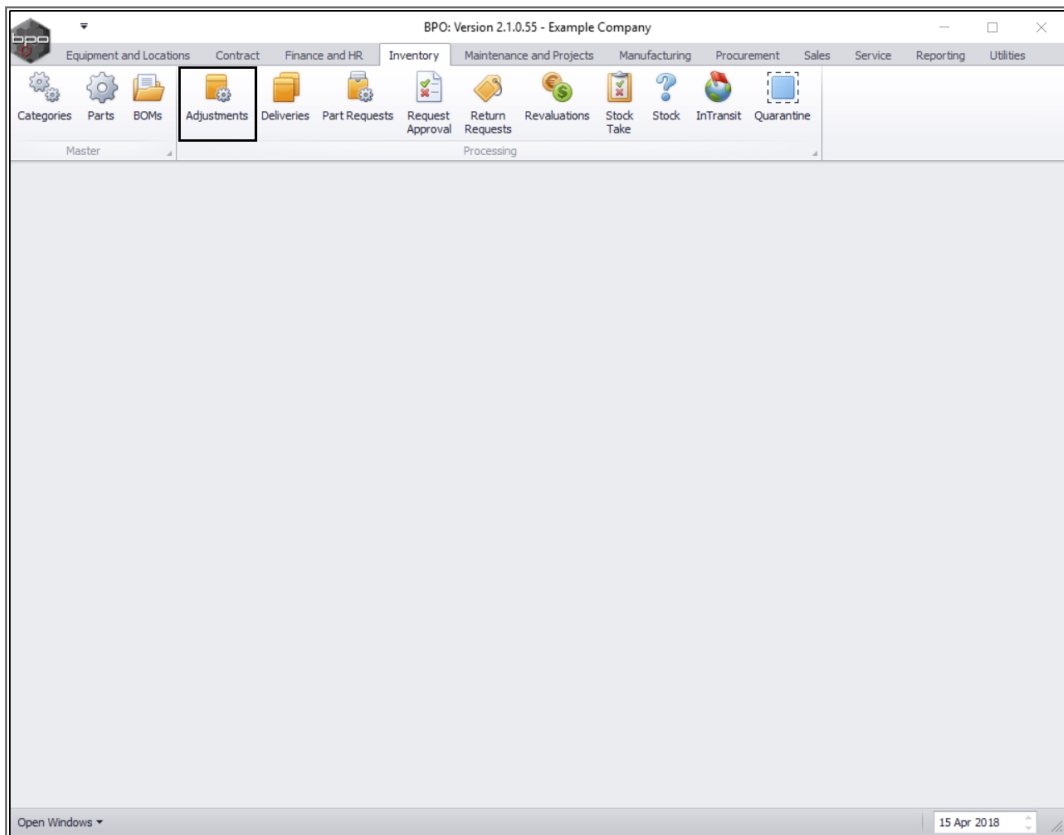 BPO: Version 2.1.0.55 - Example Company
bpo
Equipment and Locations Contract Finance and HR Inventory Maintenance and Projects Manufacturing Procurement Sales Service Reporting Utilities
Categories Parts BOMs Adjustments Deliveries Part Requests Request Approval Return Requests Revaluations Stock Take Stock InTransit Quarantine
Master Processing
Open Windows 15 Apr 2018